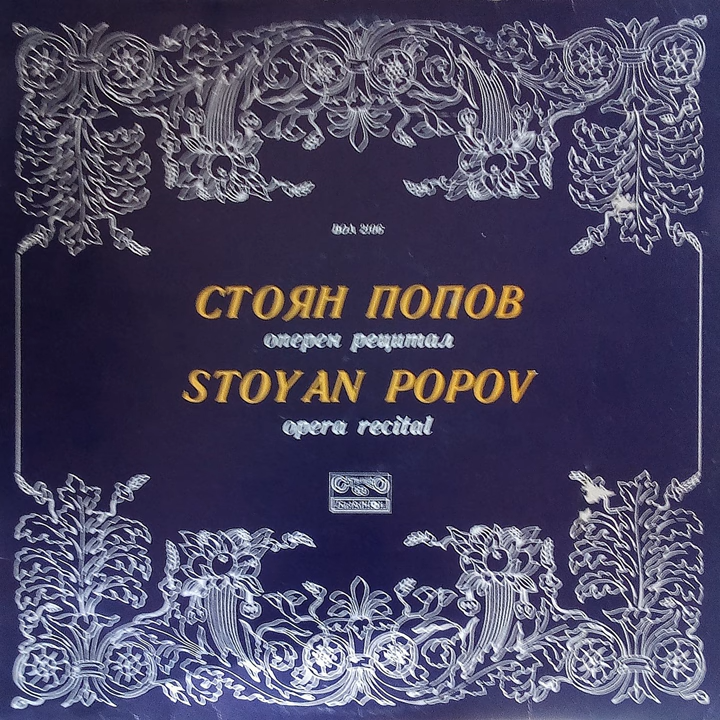 СТОЯН ПОПОВ
оперен рецитал
STOYAN POPOV
opera recital